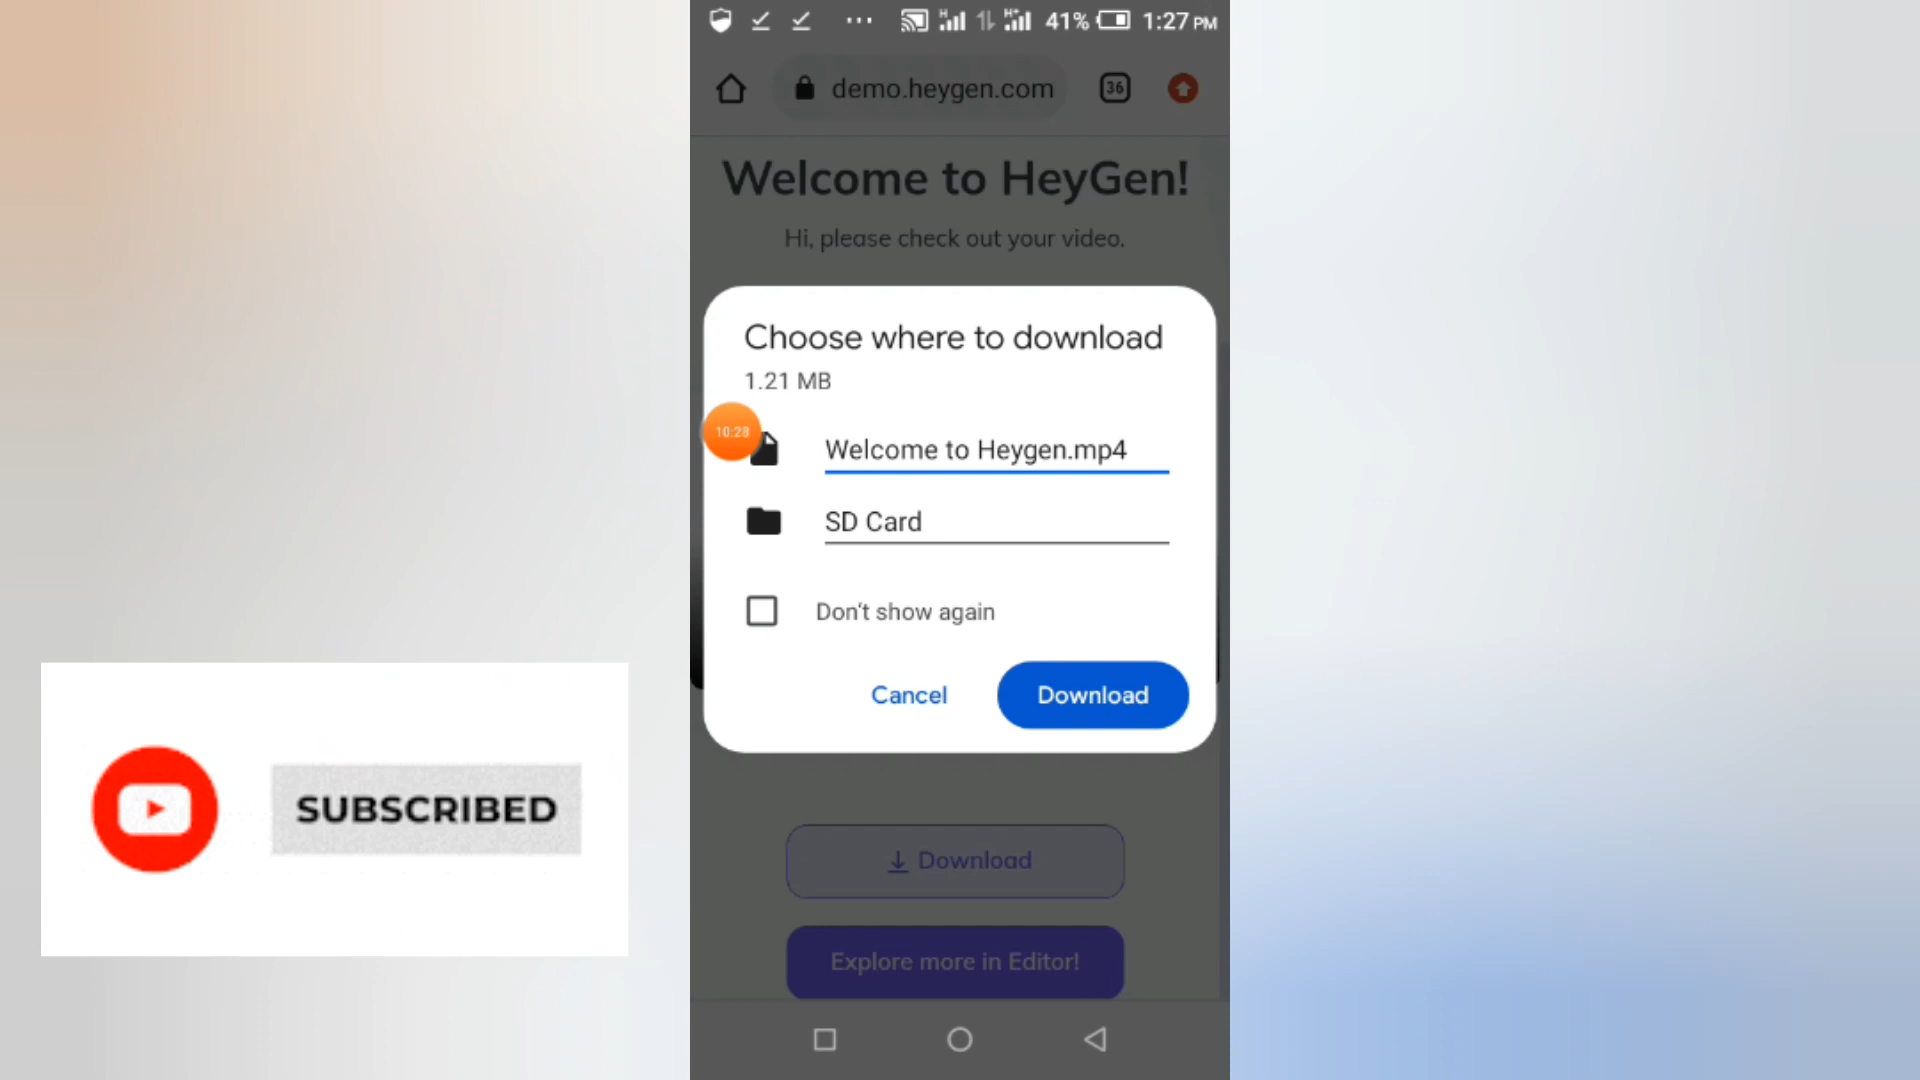 41% 1:27 PM
demo.heygen.com 36
Welcome to HeyGen!
Hi, please check out your video.
Choose where to download
1.21 MB
10:28
Welcome to Heygen.mp4
SD Card
Don't show again
Cancel Download
SUBSCRIBED
Download
Explore more in Editor!